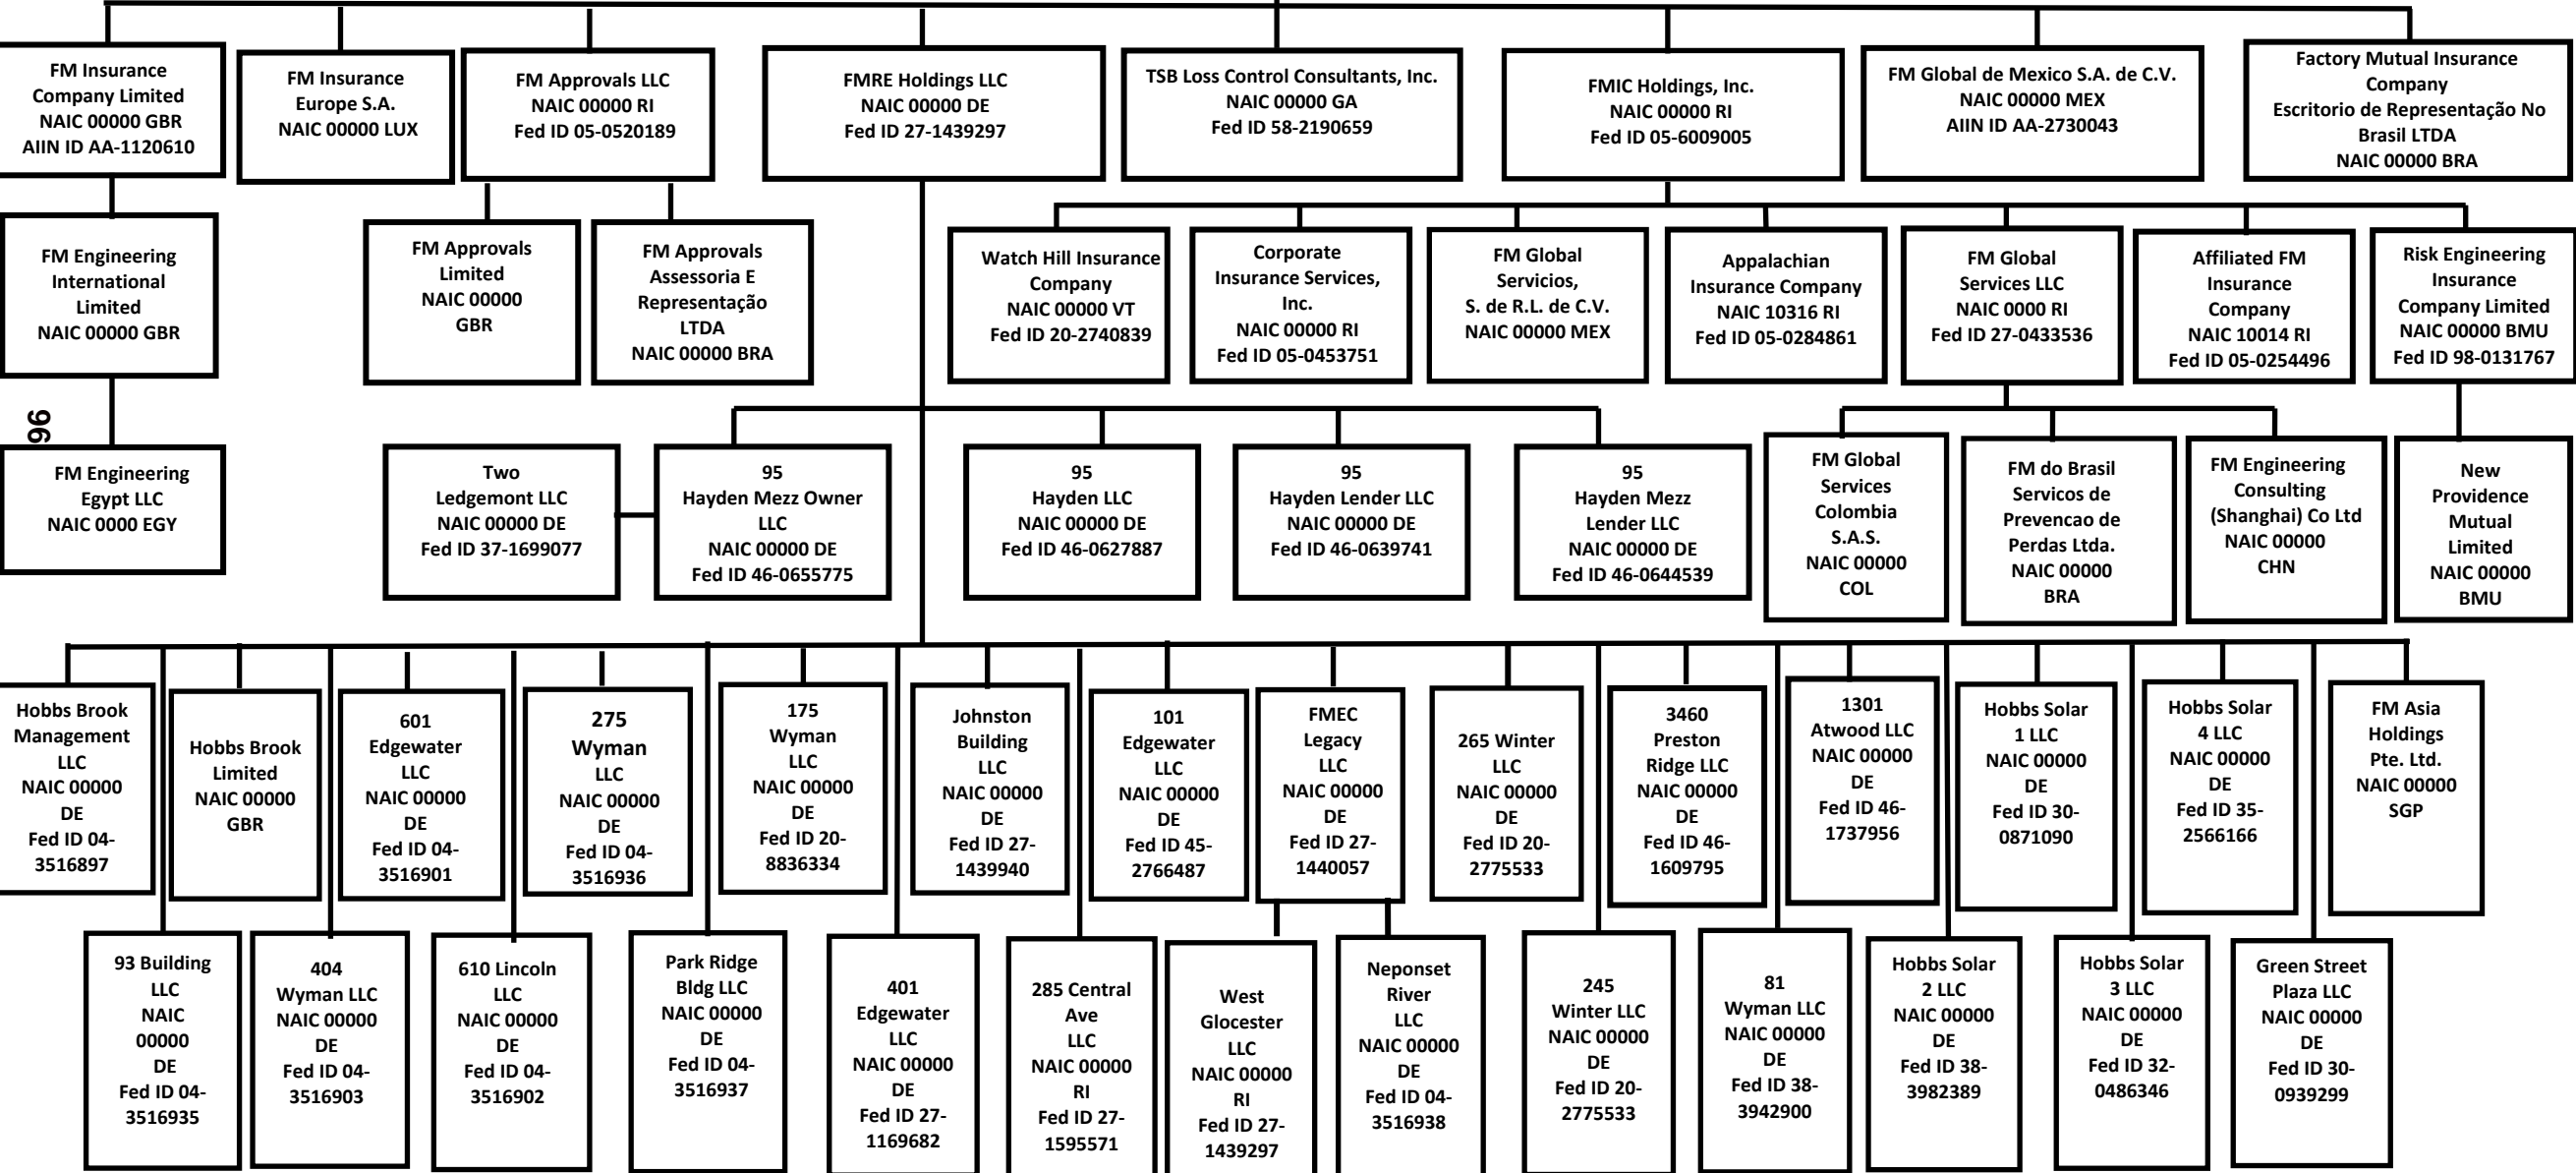 FM Insurance
Company Limited
NAIC 00000 GBR
AIIN ID AA-1120610
FM Insurance
Europe S.A.
NAIC 00000 LUX
FM Approvals LLC
NAIC 00000 RI
Fed ID 05-0520189
FMRE Holdings LLC
NAIC 00000 DE
Fed ID 27-1439297
TSB Loss Control Consultants, Inc.
NAIC 00000 GA
Fed ID 58-2190659
FMIC Holdings, Inc.
NAIC 00000 RI
Fed ID 05-6009005
FM Global de Mexico S.A. de C.V.
NAIC 00000 MEX
AIIN ID AA-2730043
Factory Mutual Insurance
Company
Escritorio de Representação No
Brasil LTDA
NAIC 00000 BRA
FM Engineering
International
Limited
NAIC 00000 GBR
FM Approvals
Limited
NAIC 00000
GBR
FM Approvals
Assessoria E
Representação
LTDA
NAIC 00000 BRA
Watch Hill Insurance
Company
NAIC 00000 VT
Fed ID 20-2740839
Corporate
Insurance Services,
Inc.
NAIC 00000 RI
Fed ID 05-0453751
FM Global
Servicios,
S. de R.L. de C.V.
NAIC 00000 MEX
Appalachian
Insurance Company
NAIC 10316 RI
Fed ID 05-0284861
FM Global
Services LLC
NAIC 0000 RI
Fed ID 27-0433536
Affiliated FM
Insurance
Company
NAIC 10014 RI
Fed ID 05-0254496
Risk Engineering
Insurance
Company Limited
NAIC 00000 BMU
Fed ID 98-0131767
96
FM Engineering
Egypt LLC
NAIC 0000 EGY
Two
Ledgemont LLC
NAIC 00000 DE
Fed ID 37-1699077
95
Hayden Mezz Owner
LLC
NAIC 00000 DE
Fed ID 46-0655775
95
Hayden LLC
NAIC 00000 DE
Fed ID 46-0627887
95
Hayden Lender LLC
NAIC 00000 DE
Fed ID 46-0639741
95
Hayden Mezz
Lender LLC
NAIC 00000 DE
Fed ID 46-0644539
FM Global
Services
Colombia
S.A.S.
NAIC 00000
COL
FM do Brasil
Servicos de
Prevencao de
Perdas Ltda.
NAIC 00000
BRA
FM Engineering
Consulting
(Shanghai) Co Ltd
NAIC 00000
CHN
New
Providence
Mutual
Limited
NAIC 00000
BMU
Hobbs Brook
Management
LLC
NAIC 00000
DE
Fed ID 04-
3516897
Hobbs Brook
Limited
NAIC 00000
GBR
601
Edgewater
LLC
NAIC 00000
DE
Fed ID 04-
3516901
275
Wyman
LLC
NAIC 00000
DE
Fed ID 04-
3516936
175
Wyman
LLC
NAIC 00000
DE
Fed ID 20-
8836334
Johnston
Building
LLC
NAIC 00000
DE
Fed ID 27-
1439940
101
Edgewater
LLC
NAIC 00000
DE
Fed ID 45-
2766487
FMEC
Legacy
LLC
NAIC 00000
DE
Fed ID 27-
1440057
265 Winter
LLC
NAIC 00000
DE
Fed ID 20-
2775533
3460
Preston
Ridge LLC
NAIC 00000
DE
Fed ID 46-
1609795
1301
Atwood LLC
NAIC 00000
DE
Fed ID 46-
1737956
Hobbs Solar
1 LLC
NAIC 00000
DE
Fed ID 30-
0871090
Hobbs Solar
4 LLC
NAIC 00000
DE
Fed ID 35-
2566166
FM Asia
Holdings
Pte. Ltd.
NAIC 00000
SGP
93 Building
LLC
NAIC
00000
DE
Fed ID 04-
3516935
404
Wyman LLC
NAIC 00000
DE
Fed ID 04-
3516903
610 Lincoln
LLC
NAIC 00000
DE
Fed ID 04-
3516902
Park Ridge
Bldg LLC
NAIC 00000
DE
Fed ID 04-
3516937
401
Edgewater
LLC
NAIC 00000
DE
Fed ID 27-
1169682
285 Central
Ave
LLC
NAIC 00000
RI
Fed ID 27-
1595571
West
Glocester
LLC
NAIC 00000
RI
Fed ID 27-
1439297
Neponset
River
LLC
NAIC 00000
DE
Fed ID 04-
3516938
245
Winter LLC
NAIC 00000
DE
Fed ID 20-
2775533
81
Wyman LLC
NAIC 00000
DE
Fed ID 38-
3942900
Hobbs Solar
2 LLC
NAIC 00000
DE
Fed ID 38-
3982389
Hobbs Solar
3 LLC
NAIC 00000
DE
Fed ID 32-
0486346
Green Street
Plaza LLC
NAIC 00000
DE
Fed ID 30-
0939299